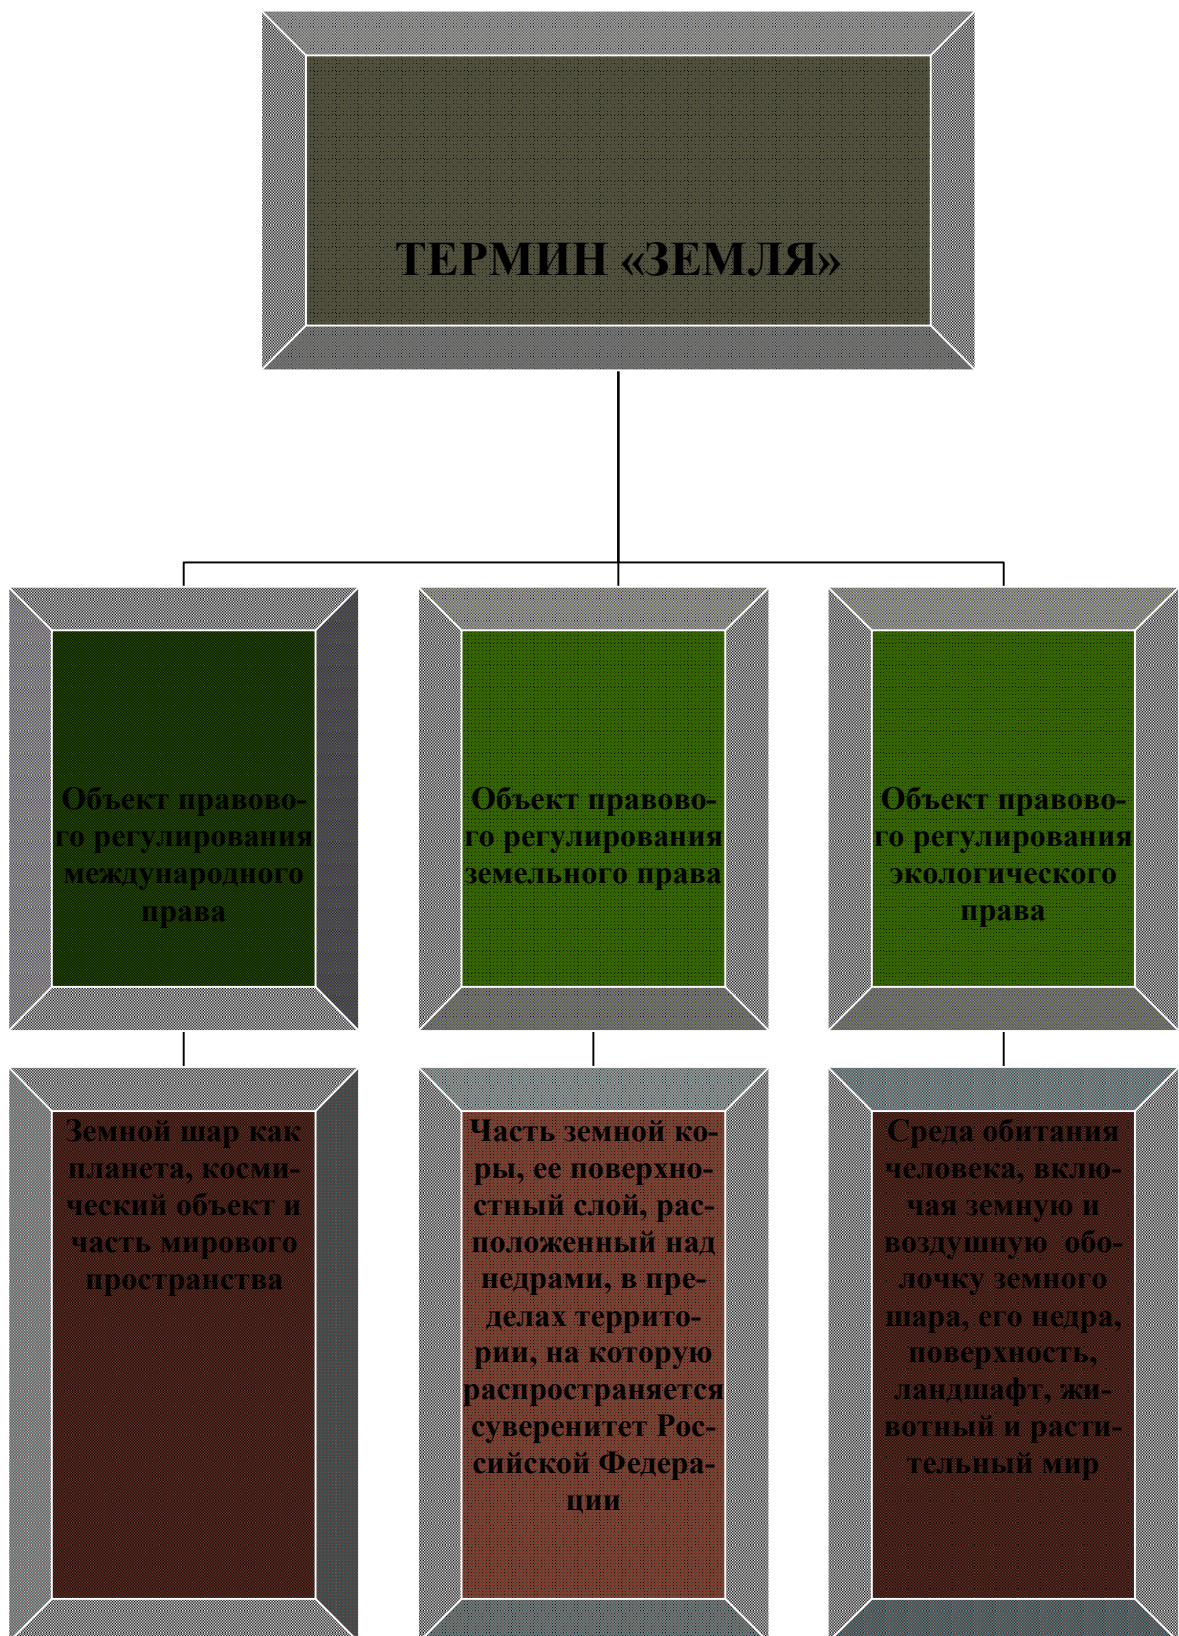 ТЕРМИН «ЗЕМЛЯ»
Объект правово-
го регулирования
международного
права
Объект правово-
го регулирования
земельного права
Объект правово-
го регулирования
экологического
права
Земной шар как
планета, косми-
ческий объект и
часть мирового
пространства
Часть земной ко-
ры, ее поверхно-
стный слой, рас-
положенный над
недрами, в пре-
делах террито-
рии, на которую
распространяется
суверенитет Рос-
сийской Федера-
ции
Среда обитания
человека, вклю-
чая земную и
воздушную обо-
лочку земного
шара, его недра,
поверхность,
ландшафт, жи-
вотный и расти-
тельный мир